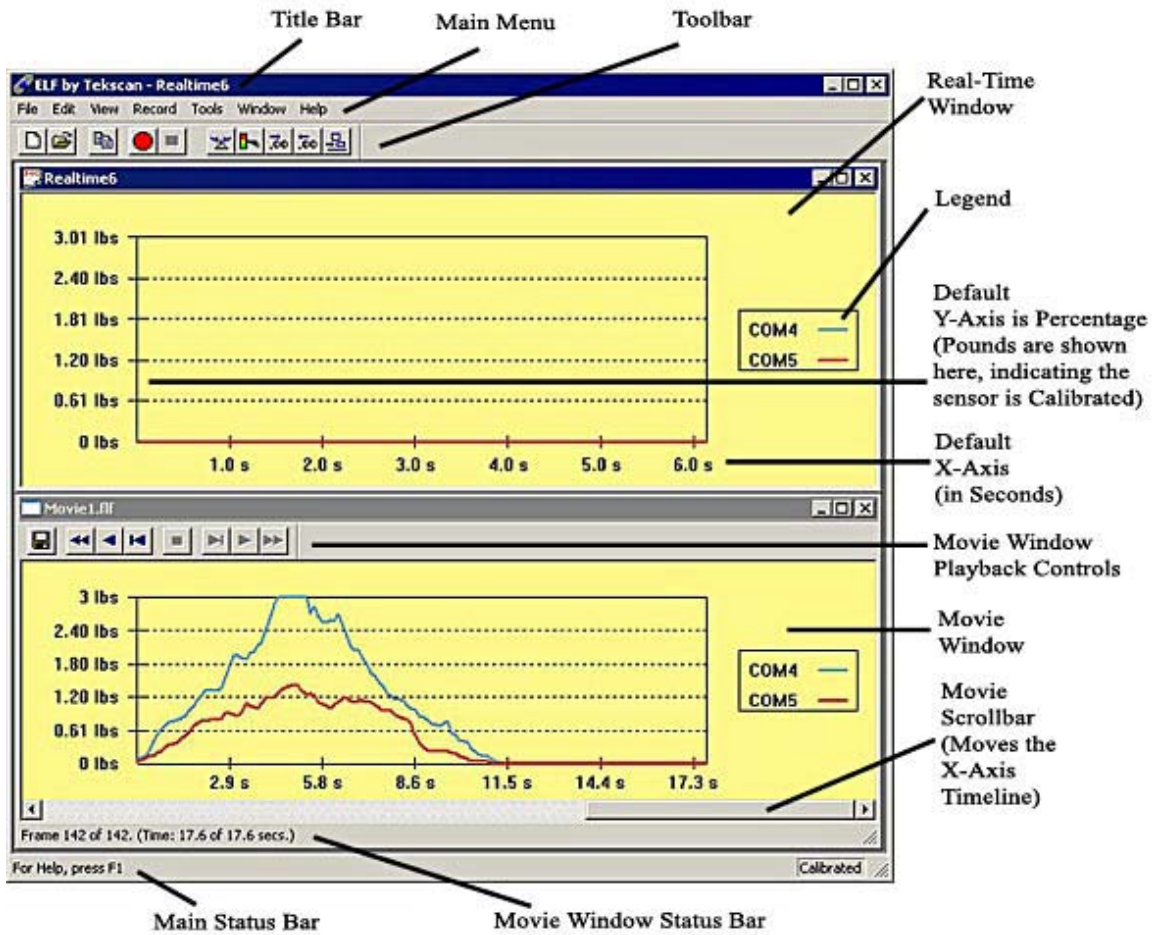 Title Bar
Main Menu
Toolbar
ELF by Tekscan - Realtime6
File Edit View Record Tools Window Help
Real-Time
Window
Realtime6
Legend
3.01 lbs
2.40 lbs
1.81 lbs
1.20 lbs
0.61 lbs
0 lbs
1.0 s 2.0 s 3.0 s 4.0 s 5.0 s 6.0 s
COM4
COM5
Default
Y-Axis is Percentage
(Pounds are shown
here, indicating the
sensor is Calibrated)
Default
X-Axis
(in Seconds)
Movie1.flf
Movie Window
Playback Controls
3 lbs
2.40 lbs
1.80 lbs
1.20 lbs
0.61 lbs
0 lbs
2.9 s 5.8 s 8.6 s 11.5 s 14.4 s 17.3 s
COM4
COM5
Movie
Window
Movie
Scrollbar
(Moves the
X-Axis
Timeline)
Frame 142 of 142. (Time: 17.6 of 17.6 secs.)
For Help, press F1
Calibrated
Main Status Bar
Movie Window Status Bar